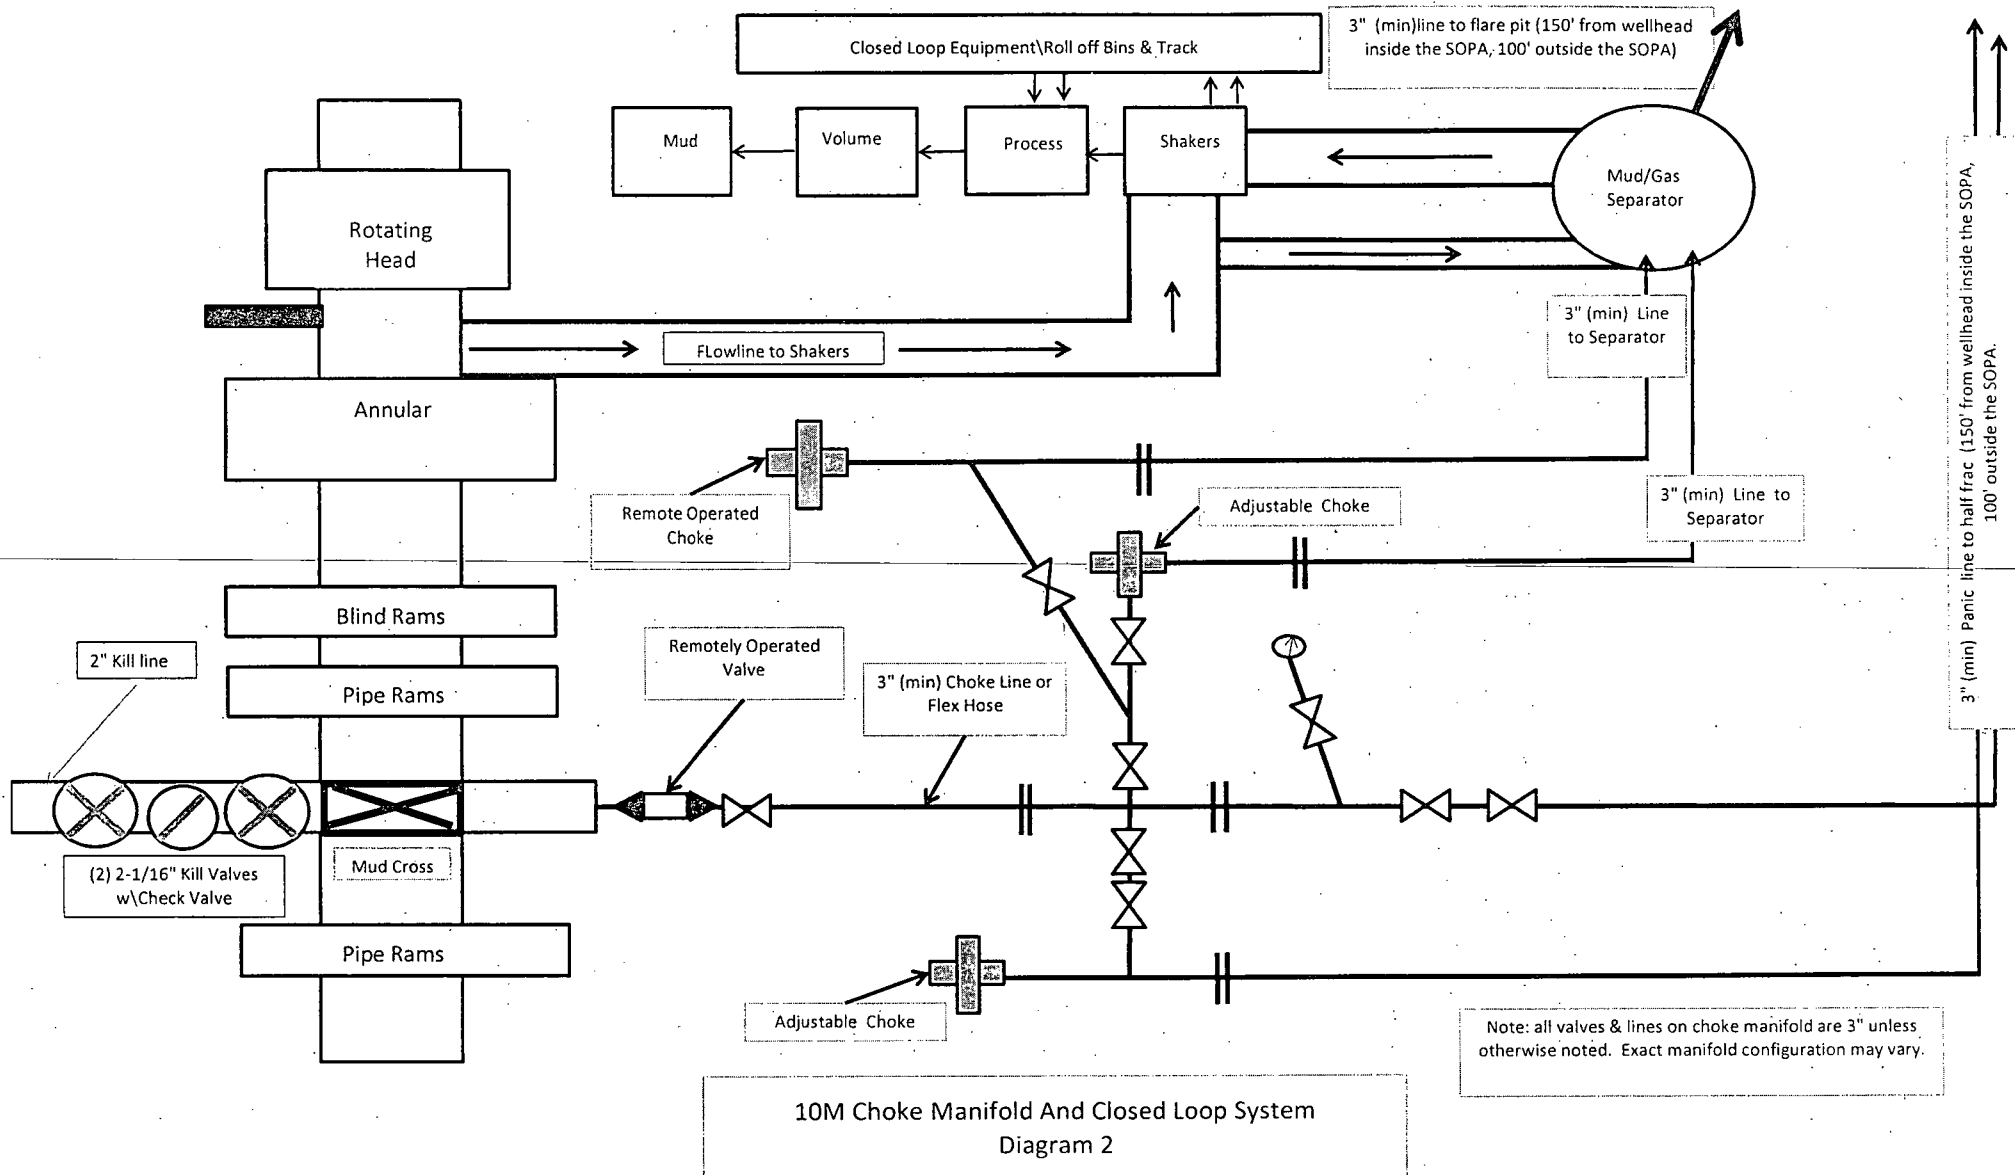 Closed Loop Equipment\Roll off Bins & Track
3" (min)line to flare pit (150' from wellhead
inside the SOPA, 100' outside the SOPA)
Mud
Volume
Process
Shakers
Mud/Gas
Separator
Rotating
Head
FLowline to Shakers
3" (min) Line
to Separator
Annular
Remote Operated
Choke
Adjustable Choke
3" (min) Line to
Separator
3" (min) Panic line to half frac (150' from wellhead inside the SOPA,
100' outside the SOPA.
Blind Rams
2" Kill line
Pipe Rams
Remotely Operated
Valve
3" (min) Choke Line or
Flex Hose
(2) 2-1/16" Kill Valves
w\Check Valve
Mud Cross
Pipe Rams
Adjustable Choke
Note: all valves & lines on choke manifold are 3" unless
otherwise noted. Exact manifold configuration may vary.
10M Choke Manifold And Closed Loop System
Diagram 2